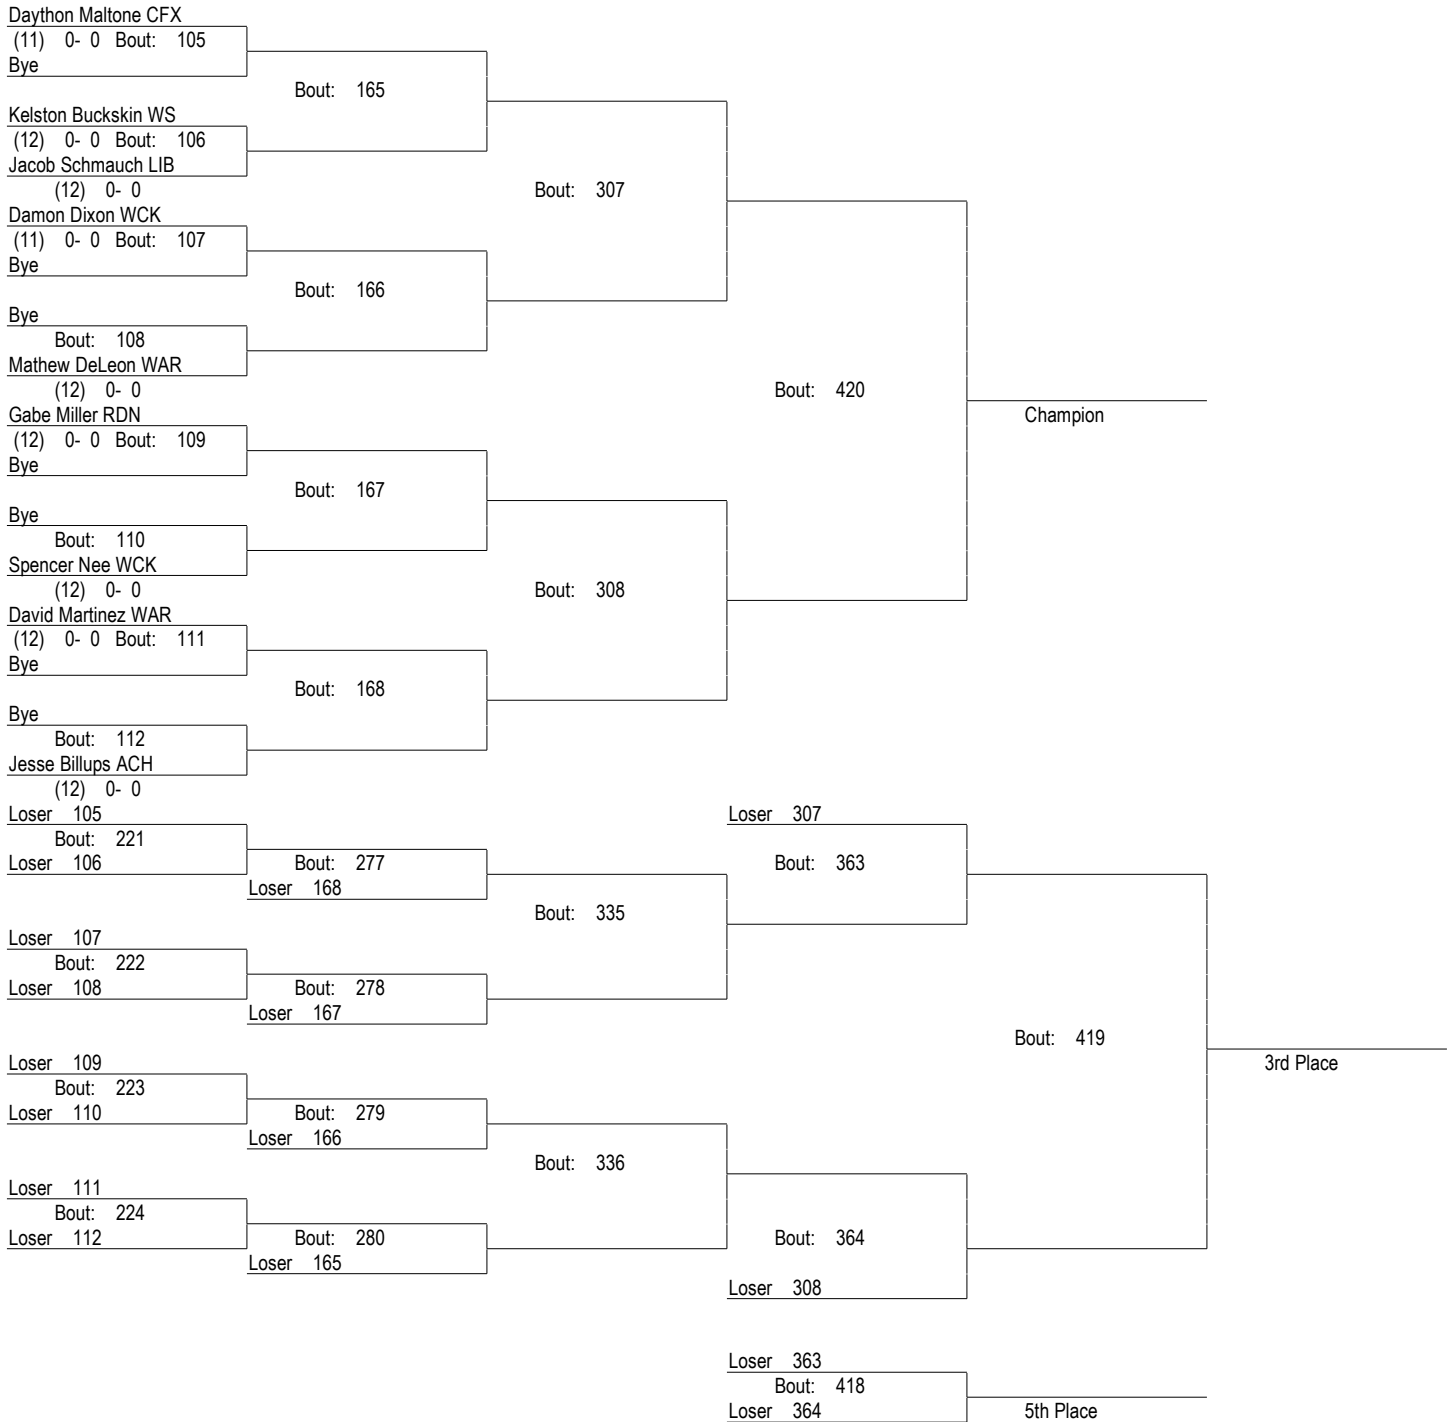 Daython Maltone CFX
(11) 0- 0 Bout: 105
Bye
Bout: 165
Kelston Buckskin WS
(12) 0- 0 Bout: 106
Jacob Schmauch LIB
(12) 0- 0
Bout: 307
Damon Dixon WCK
(11) 0- 0 Bout: 107
Bye
Bout: 166
Bye
Bout: 108
Mathew DeLeon WAR
(12) 0- 0
Bout: 420
Gabe Miller RDN
Champion
(12) 0- 0 Bout: 109
Bye
Bout: 167
Bye
Bout: 110
Spencer Nee WCK
(12) 0- 0
Bout: 308
David Martinez WAR
(12) 0- 0 Bout: 111
Bye
Bout: 168
Bye
Bout: 112
Jesse Billups ACH
(12) 0- 0
Loser 105
Loser 307
Bout: 221
Loser 106
Bout: 277
Bout: 363
Loser 168
Bout: 335
Loser 107
Bout: 222
Loser 108
Bout: 278
Loser 167
Bout: 419
Loser 109
3rd Place
Bout: 223
Loser 110
Bout: 279
Loser 166
Bout: 336
Loser 111
Bout: 224
Loser 112
Bout: 280
Bout: 364
Loser 165
Loser 308
Loser 363
Bout: 418
Loser 364
5th Place